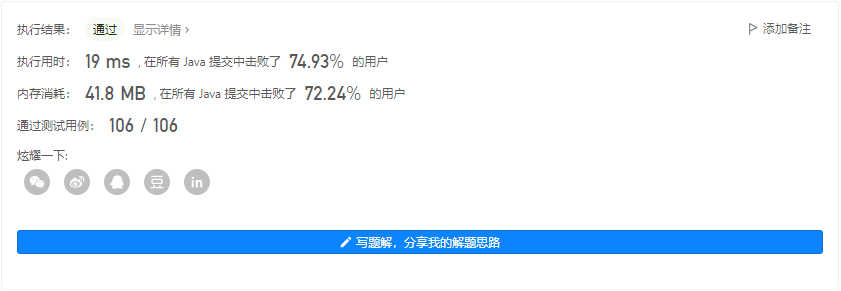 执行结果： 通过 显示详情 › 添加备注
执行用时： 19 ms , 在所有 Java 提交中击败了 74.93% 的用户
内存消耗： 41.8 MB , 在所有 Java 提交中击败了 72.24% 的用户
通过测试用例： 106 / 106
炫耀一下:
豆 in
写题解，分享我的解题思路